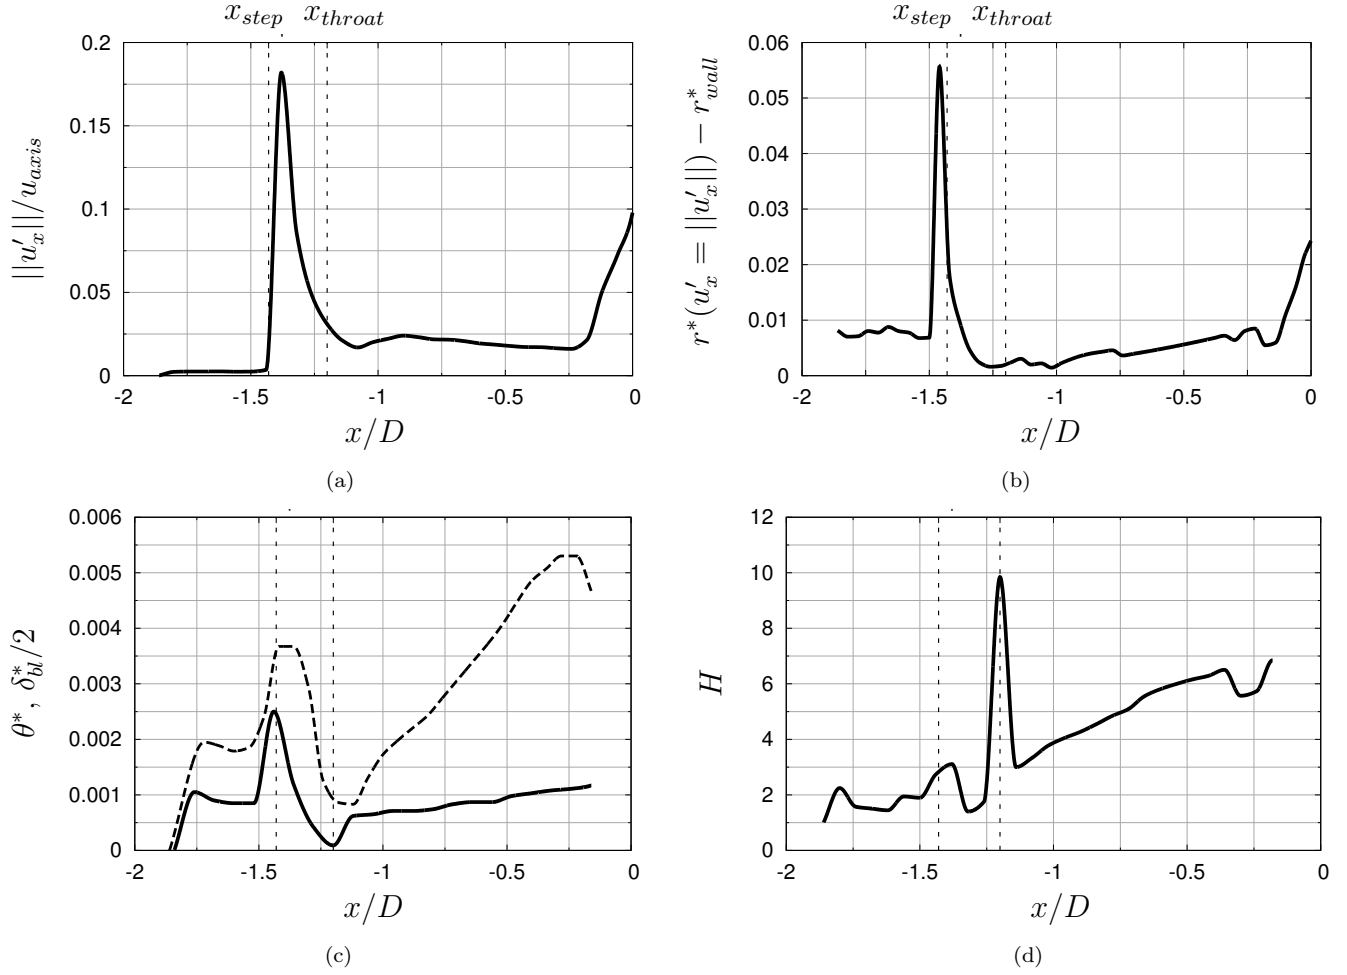 x_step x_throat x_step x_throat
0.2 0.15 0.1 0.05 0
||u'_x||/u_axis
-2 -1.5 -1 -0.5 0
x/D
(a)
0.06 0.05 0.04 0.03 0.02 0.01 0
r*(u'_x = ||u'_x||) − r*_wall
-2 -1.5 -1 -0.5 0
x/D
(b)
0.006 0.005 0.004 0.003 0.002 0.001 0
θ*, δ*_bl/2
-2 -1.5 -1 -0.5 0
x/D
(c)
12 10 8 6 4 2 0
H
-2 -1.5 -1 -0.5 0
x/D
(d)